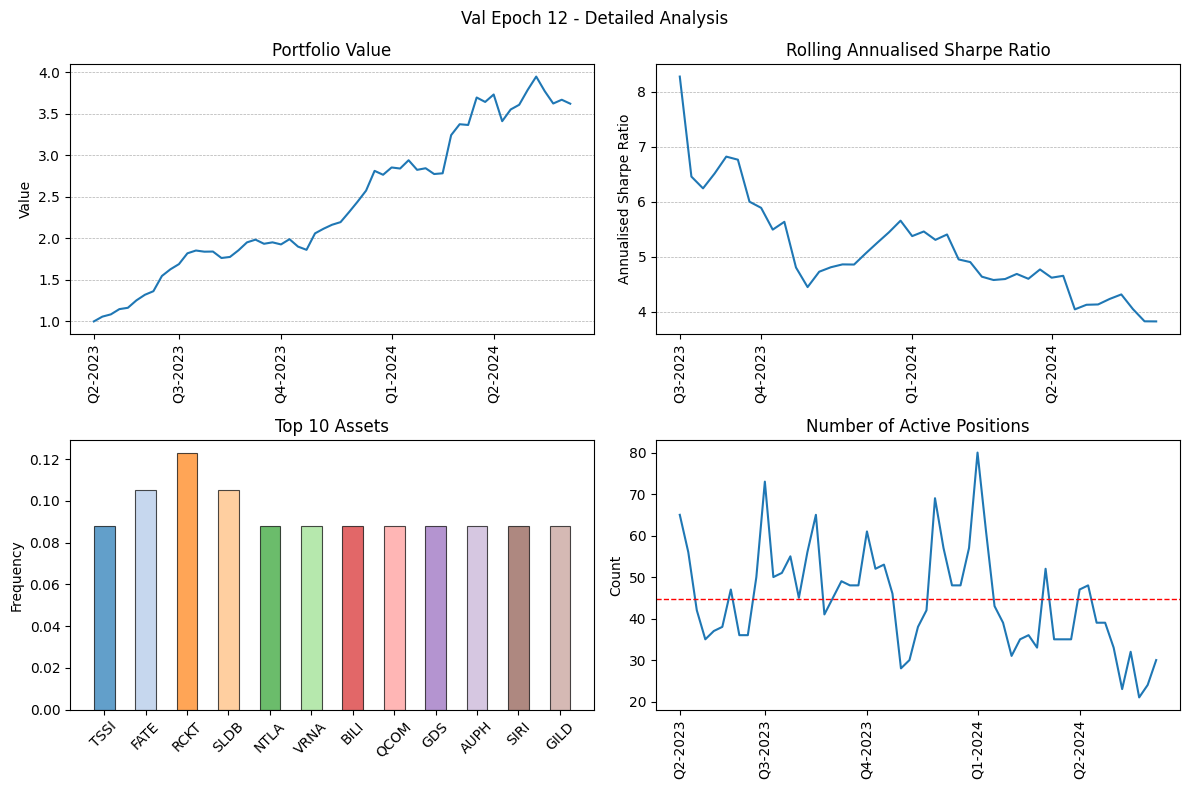 Val Epoch 12 - Detailed Analysis
Portfolio Value
Value
4.0
3.5
3.0
2.5
2.0
1.5
1.0
Q2-2023
Q3-2023
Q4-2023
Q1-2024
Q2-2024
Rolling Annualised Sharpe Ratio
Annualised Sharpe Ratio
8
7
6
5
4
Q3-2023
Q4-2023
Q1-2024
Q2-2024
Top 10 Assets
Frequency
0.12
0.10
0.08
0.06
0.04
0.02
0.00
TSSI
FATE
RCKT
SLDB
NTLA
VRNA
BILI
QCOM
GDS
AUPH
SIRI
GILD
Number of Active Positions
Count
80
70
60
50
40
30
20
Q2-2023
Q3-2023
Q4-2023
Q1-2024
Q2-2024